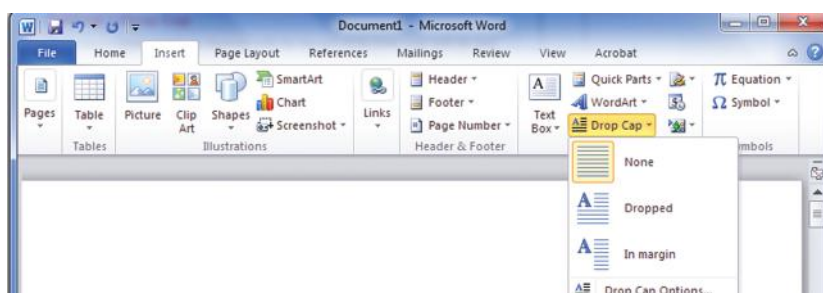 Document1 - Microsoft Word
File Home Insert Page Layout References Mailings Review View Acrobat
Pages
Table
Picture
Clip
Art
Shapes
SmartArt
Chart
Screenshot
Links
Header
Footer
Page Number
A
Text
Box
Quick Parts
WordArt
Drop Cap
π Equation
Ω Symbol
Tables Illustrations Header & Footer mbols
None
Dropped
In margin
Drop Cap Options...